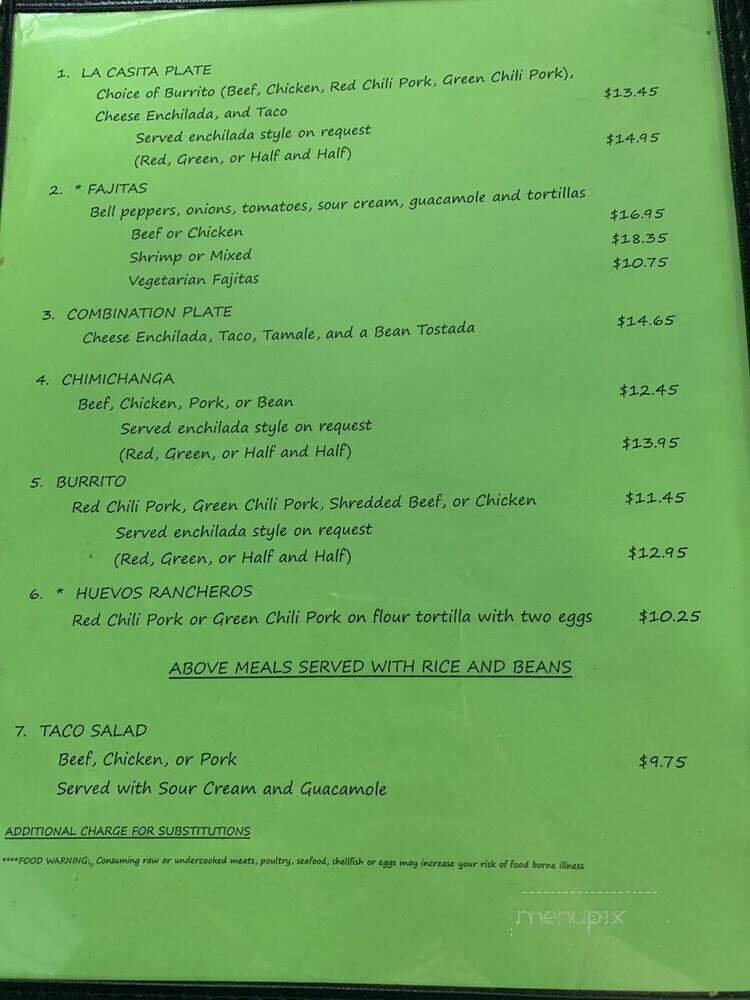 1. LA CASITA PLATE
Choice of Burrito (Beef, Chicken, Red Chili Pork, Green Chili Pork), $13.45
Cheese Enchilada, and Taco
Served enchilada style on request $14.95
(Red, Green, or Half and Half)
2. * FAJITAS
Bell peppers, onions, tomatoes, sour cream, guacamole and tortillas
Beef or Chicken $16.95
Shrimp or Mixed $18.35
Vegetarian Fajitas $10.75
3. COMBINATION PLATE
Cheese Enchilada, Taco, Tamale, and a Bean Tostada $14.65
4. CHIMICHANGA
Beef, Chicken, Pork, or Bean $12.45
Served enchilada style on request
(Red, Green, or Half and Half) $13.95
5. BURRITO
Red Chili Pork, Green Chili Pork, Shredded Beef, or Chicken $11.45
Served enchilada style on request
(Red, Green, or Half and Half) $12.95
6. * HUEVOS RANCHEROS
Red Chili Pork or Green Chili Pork on flour tortilla with two eggs $10.25
ABOVE MEALS SERVED WITH RICE AND BEANS
7. TACO SALAD
Beef, Chicken, or Pork $9.75
Served with Sour Cream and Guacamole
ADDITIONAL CHARGE FOR SUBSTITUTIONS
****FOOD WARNING: Consuming raw or undercooked meats, poultry, seafood, shellfish or eggs may increase your risk of food borne illness
menupix